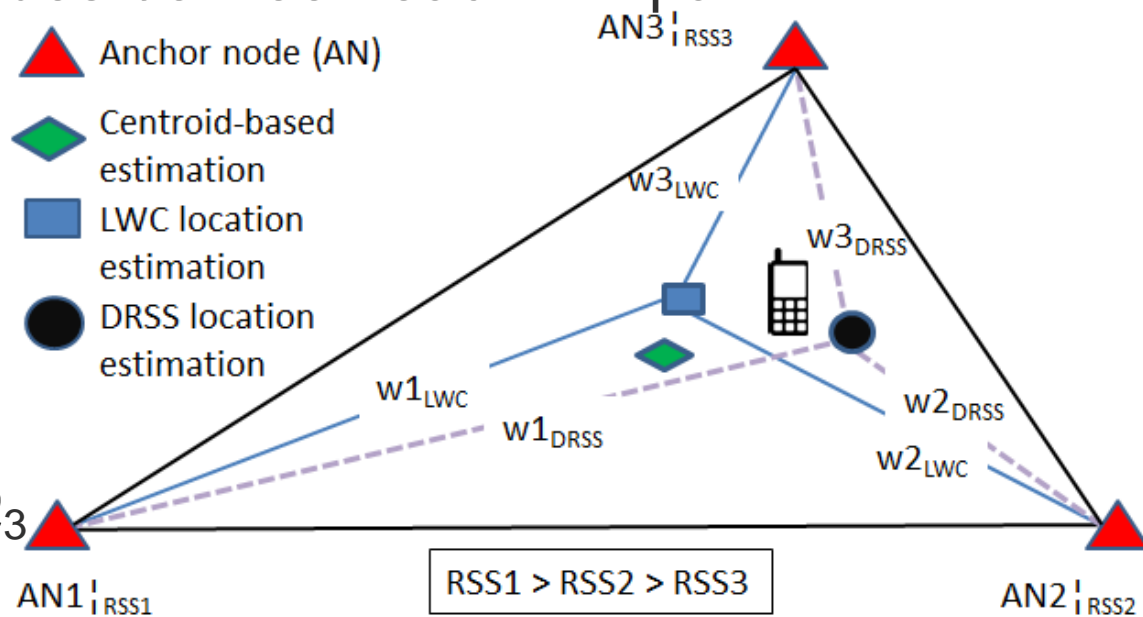 Anchor node (AN)
Centroid-based
estimation
LWC location
estimation
DRSS location
estimation
AN3 ¦ RSS3
w3LWC
w3DRSS
w1LWC
w1DRSS
w2DRSS
w2LWC
3
AN1 ¦ RSS1
RSS1 > RSS2 > RSS3
AN2 ¦ RSS2